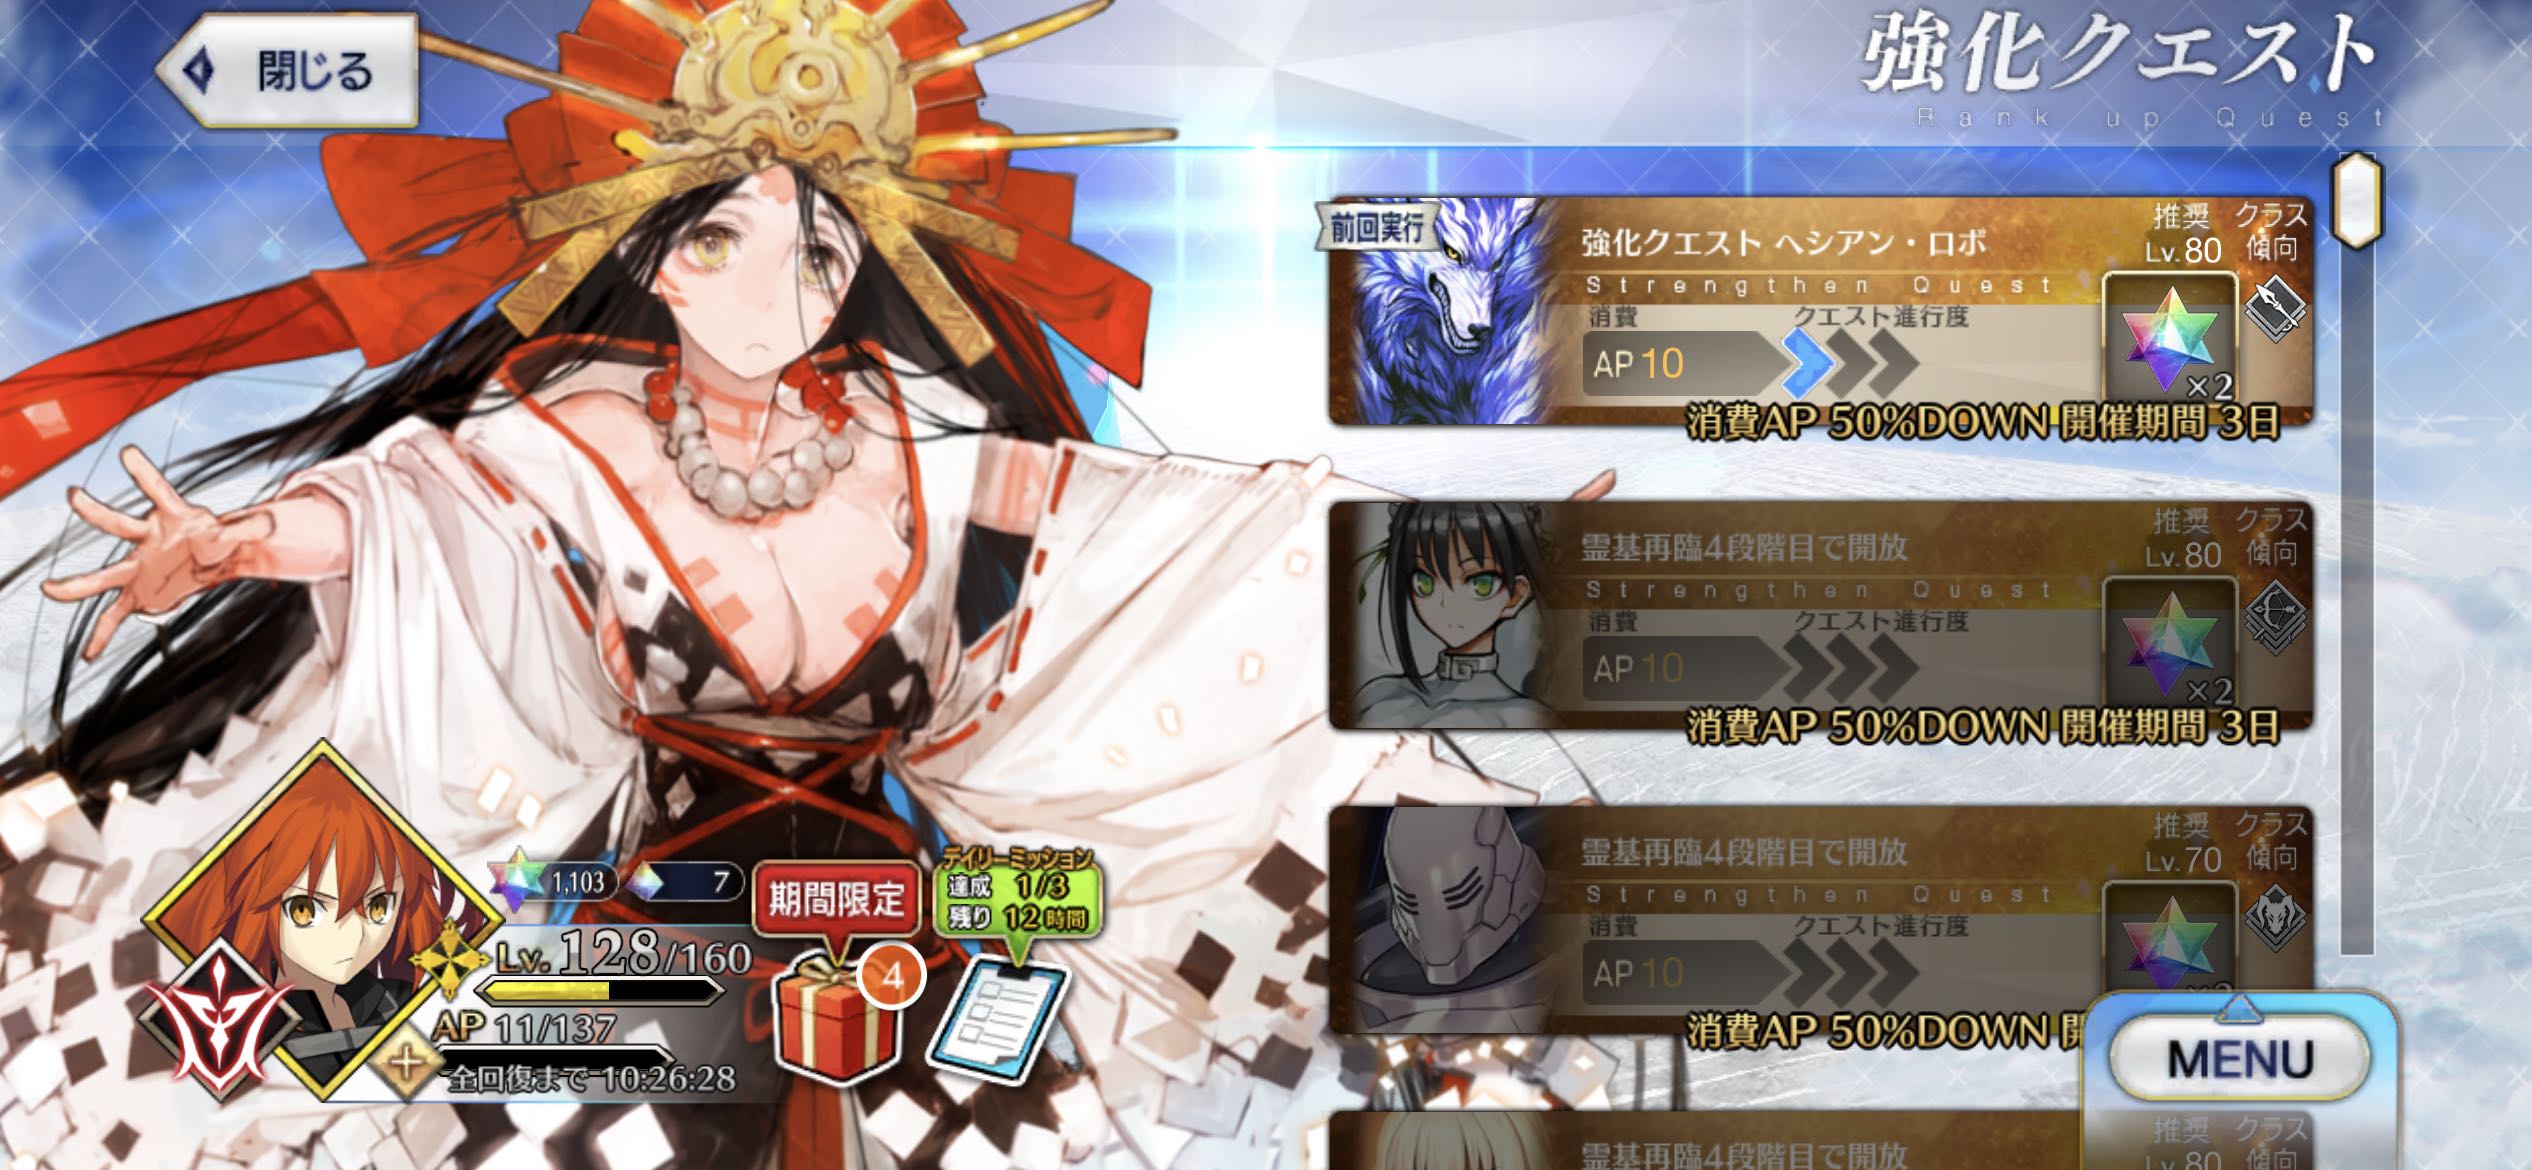 閉じる
強化クエスト
Rank up Quest
前回実行
強化クエスト ヘシアン・ロボ
Strengthen Quest
推奨
Lv.80
クラス
傾向
消費
AP 10
クエスト進行度
×2
消費AP 50%DOWN 開催期間 3日
霊基再臨4段階目で開放
Strengthen Quest
推奨
Lv.80
クラス
傾向
消費
AP 10
クエスト進行度
×2
消費AP 50%DOWN 開催期間 3日
霊基再臨4段階目で開放
Strengthen Quest
推奨
Lv.70
クラス
傾向
消費
AP 10
クエスト進行度
消費AP 50%DOWN 開
霊基再臨4段階目で開放
推奨
Lv.80
クラス
傾向
1,103
7
Lv.128/160
AP 11/137
全回復まで 10:26:28
期間限定
4
デイリーミッション
達成 1/3
残り 12時間
MENU